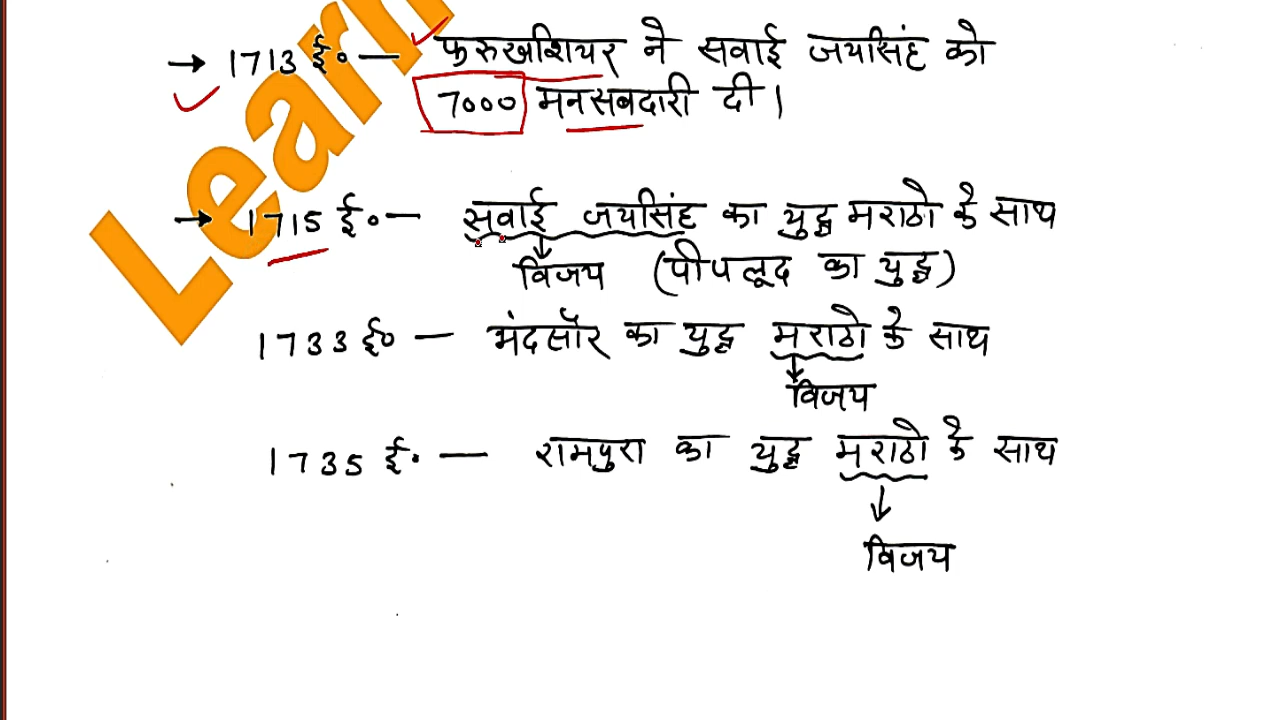 Learn
→ 1713 ई० — फरुखशियर ने सवाई जयसिंह को
7000 मनसबदारी दी।
→ 1715 ई० — सवाई जयसिंह का युद्ध मराठो के साथ
विजय (पीपलूद का युद्ध)
1733 ई० — मंदसौर का युद्ध मराठो के साथ
विजय
1735 ई० — रामपुरा का युद्ध मराठो के साथ
विजय